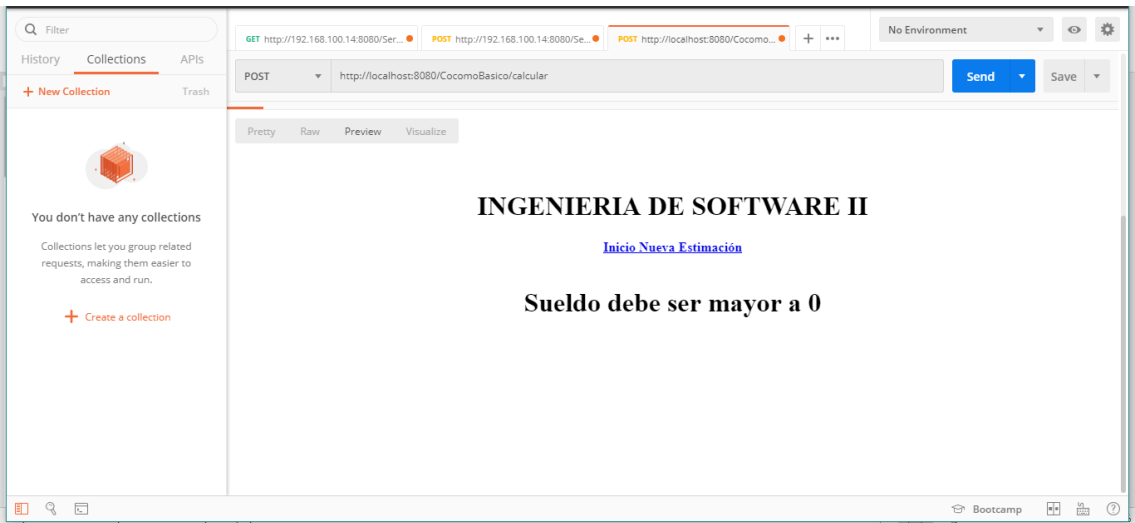 Filter
History Collections APIs
+ New Collection Trash
You don't have any collections
Collections let you group related
requests, making them easier to
access and run.
+ Create a collection
GET http://192.168.100.14:8080/Ser...
POST http://192.168.100.14:8080/Se...
POST http://localhost:8080/Cocomo...
+ •••
No Environment
POST http://localhost:8080/CocomoBasico/calcular
Send Save
Pretty Raw Preview Visualize
INGENIERIA DE SOFTWARE II
Inicio Nueva Estimación
Sueldo debe ser mayor a 0
Bootcamp